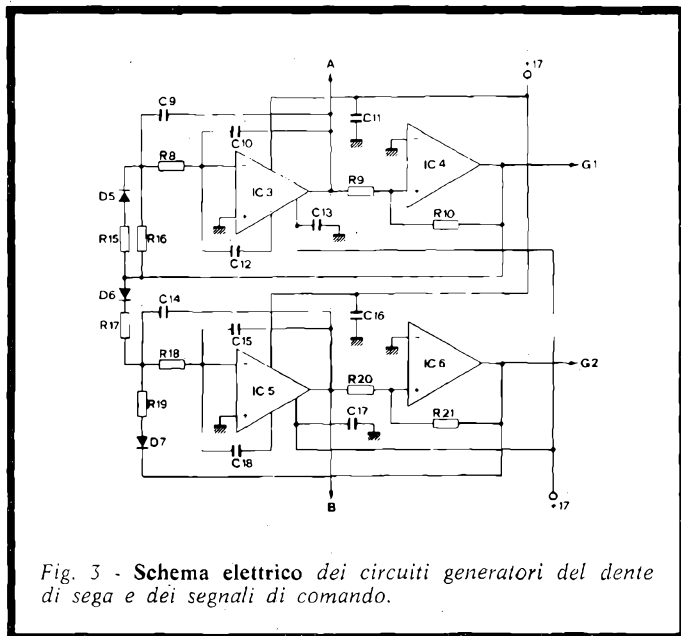 A
+17
C9
C11
C10
R8
IC 3
IC 4
R9
G1
D5
C13
R10
R15
R16
C12
D6
C14
R17
C16
C15
R18
IC 5
IC 6
R20
G2
R19
C17
R21
D7
C18
B
+17
Fig. 3 - Schema elettrico dei circuiti generatori del dente
di sega e dei segnali di comando.